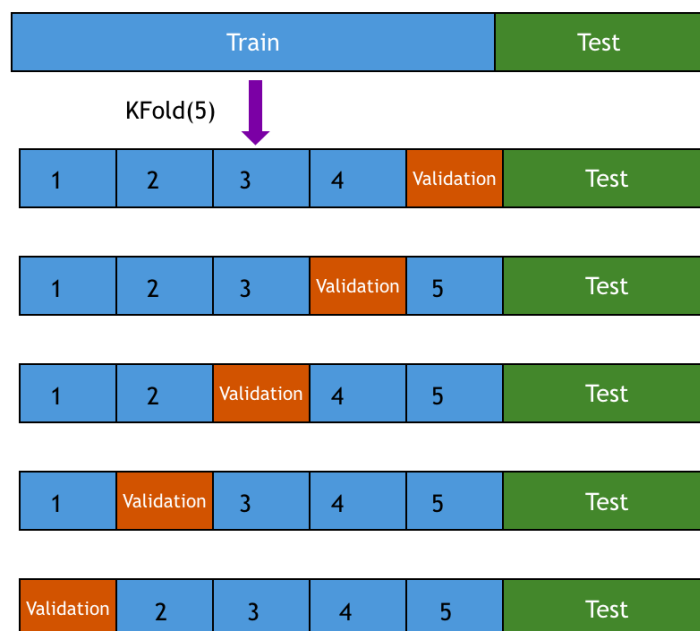 Train Test
KFold(5)
1 2 3 4 Validation Test
1 2 3 Validation 5 Test
1 2 Validation 4 5 Test
1 Validation 3 4 5 Test
Validation 2 3 4 5 Test